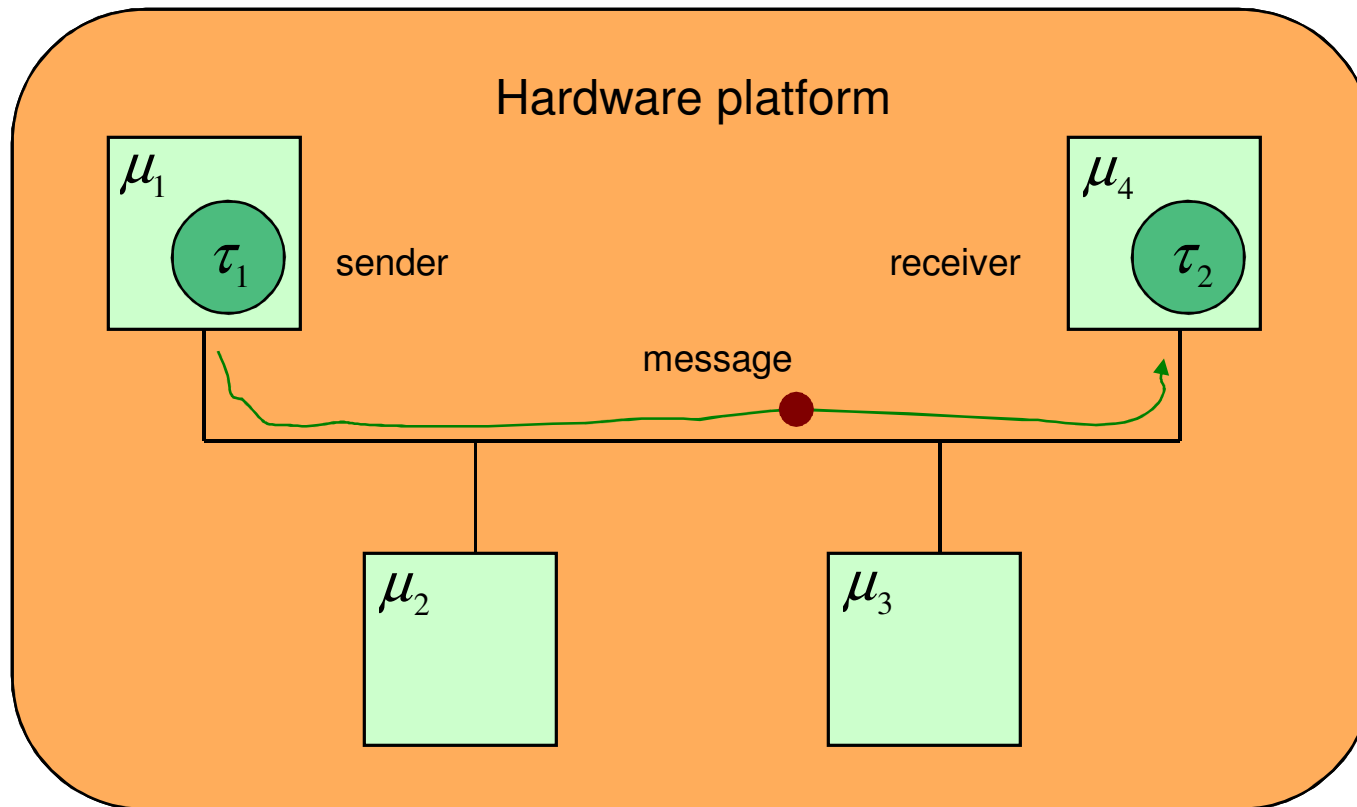 Hardware platform
μ₁
μ₄
τ₁
sender
receiver
τ₂
message
μ₂
μ₃